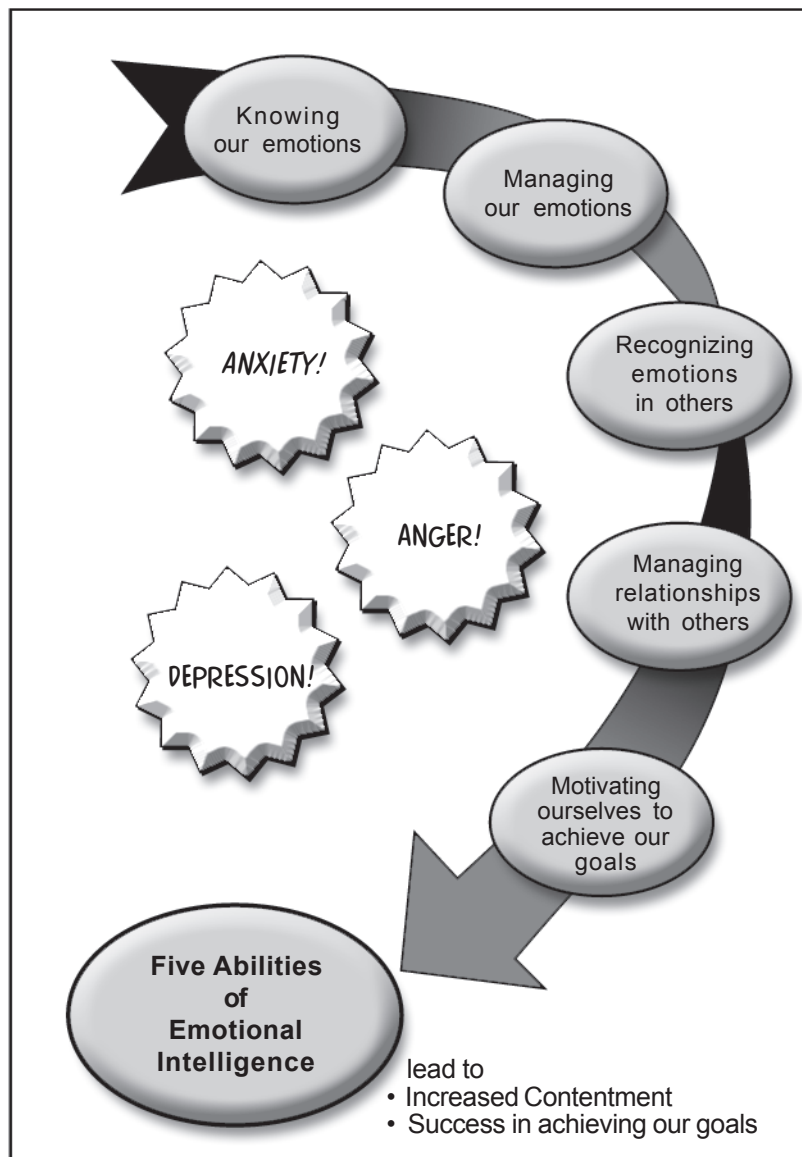 Knowing
our emotions
Managing
our emotions
Recognizing
emotions
in others
Managing
relationships
with others
Motivating
ourselves to
achieve our
goals
ANXIETY!
ANGER!
DEPRESSION!
Five Abilities
of
Emotional
Intelligence
lead to
• Increased Contentment
• Success in achieving our goals